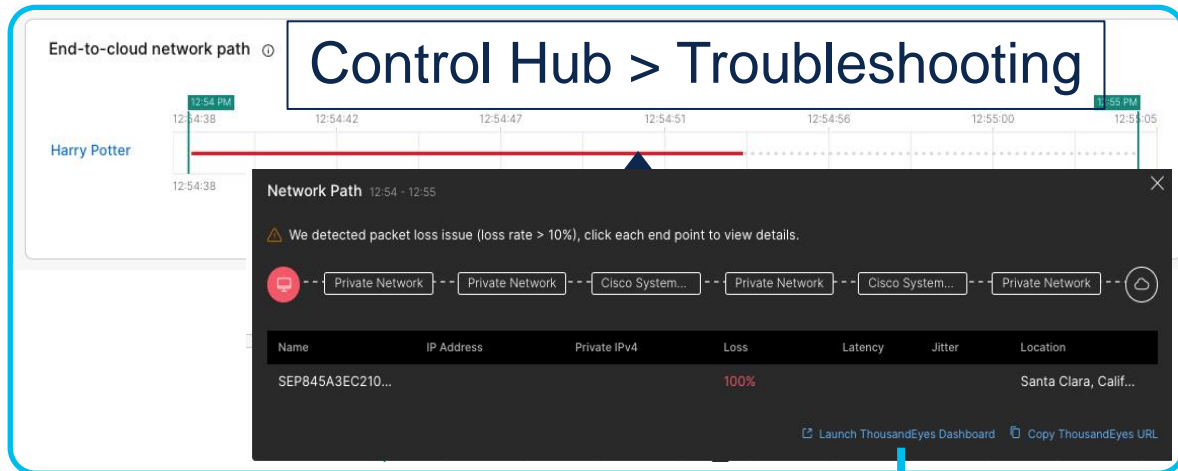 End-to-cloud network path
Control Hub > Troubleshooting
12:54 PM
12:55 PM
12:54:38 12:54:42 12:54:47 12:54:51 12:54:56 12:55:00 12:55:05
Harry Potter
12:54:38
Network Path 12:54 - 12:55
We detected packet loss issue (loss rate > 10%), click each end point to view details.
Private Network Private Network Cisco System... Private Network Cisco System... Private Network
Name IP Address Private IPv4 Loss Latency Jitter Location
SEP845A3EC210... 100% Santa Clara, Calif...
Launch ThousandEyes Dashboard Copy ThousandEyes URL